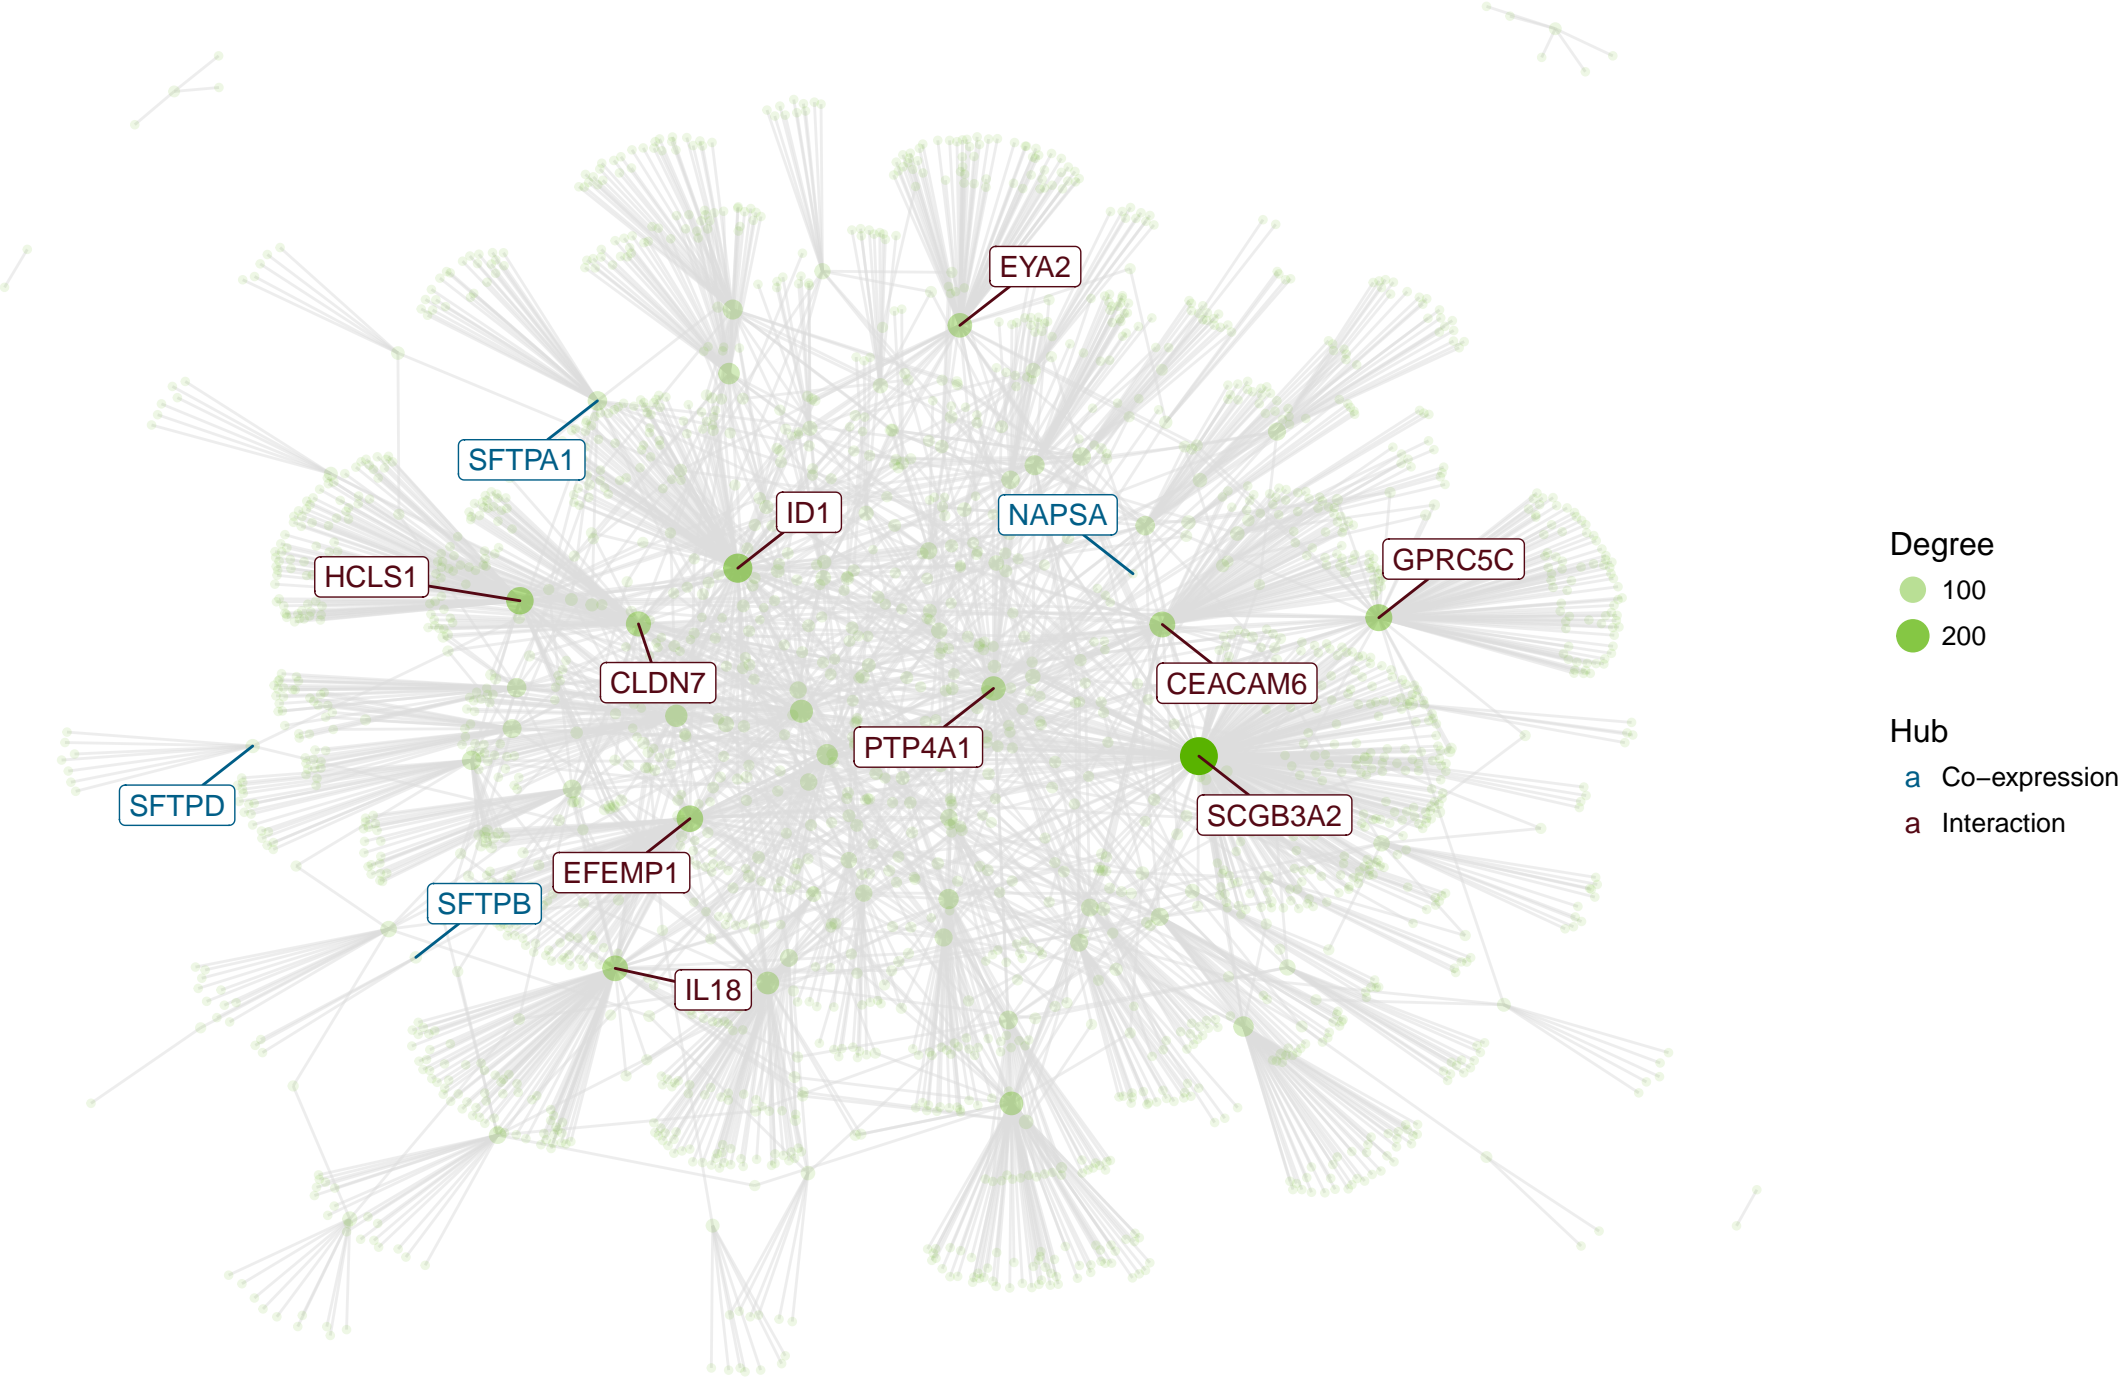 EYA2
SFTPA1
ID1
NAPSA
HCLS1
GPRC5C
CLDN7
CEACAM6
PTP4A1
SFTPD
SCGB3A2
EFEMP1
SFTPB
IL18
Degree
100
200
Hub
a Co−expression
a Interaction